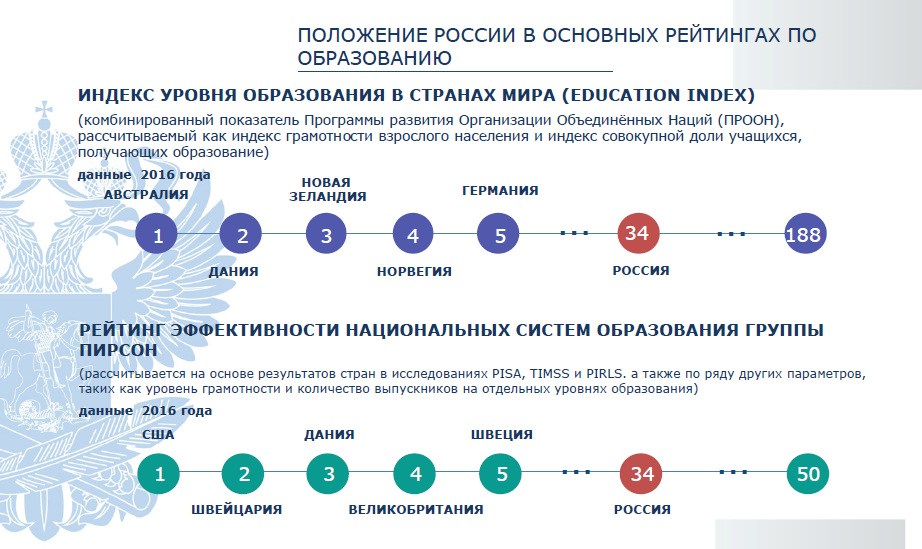 ПОЛОЖЕНИЕ РОССИИ В ОСНОВНЫХ РЕЙТИНГАХ ПО
ОБРАЗОВАНИЮ
ИНДЕКС УРОВНЯ ОБРАЗОВАНИЯ В СТРАНАХ МИРА (EDUCATION INDEX)
(комбинированный показатель Программы развития Организации Объединённых Наций (ПРООН),
рассчитываемый как индекс грамотности взрослого населения и индекс совокупной доли учащихся,
получающих образование)
данные 2016 года
АВСТРАЛИЯ
НОВАЯ
ЗЕЛАНДИЯ
ГЕРМАНИЯ
1 2 3 4 5 ... 34 ... 188
ДАНИЯ НОРВЕГИЯ РОССИЯ
РЕЙТИНГ ЭФФЕКТИВНОСТИ НАЦИОНАЛЬНЫХ СИСТЕМ ОБРАЗОВАНИЯ ГРУППЫ
ПИРСОН
(рассчитывается на основе результатов стран в исследованиях PISA, TIMSS и PIRLS. а также по ряду других параметров,
таких как уровень грамотности и количество выпускников на отдельных уровнях образования)
данные 2016 года
США ДАНИЯ ШВЕЦИЯ
1 2 3 4 5 ... 34 ... 50
ШВЕЙЦАРИЯ ВЕЛИКОБРИТАНИЯ РОССИЯ